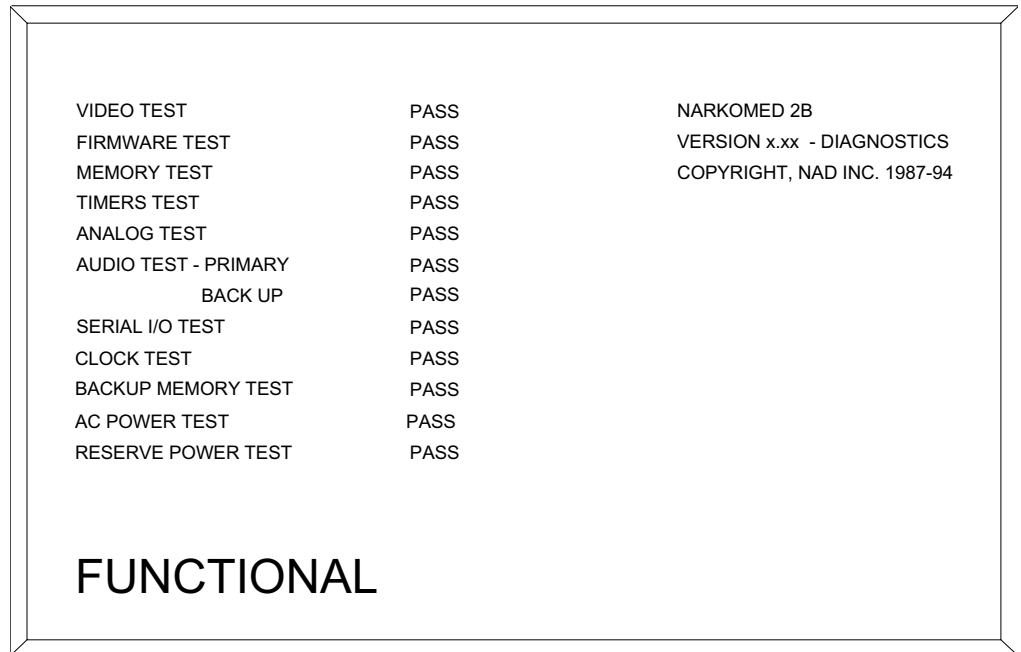 VIDEO TEST PASS NARKOMED 2B
FIRMWARE TEST PASS VERSION x.xx - DIAGNOSTICS
MEMORY TEST PASS COPYRIGHT, NAD INC. 1987-94
TIMERS TEST PASS
ANALOG TEST PASS
AUDIO TEST - PRIMARY PASS
BACK UP PASS
SERIAL I/O TEST PASS
CLOCK TEST PASS
BACKUP MEMORY TEST PASS
AC POWER TEST PASS
RESERVE POWER TEST PASS
FUNCTIONAL